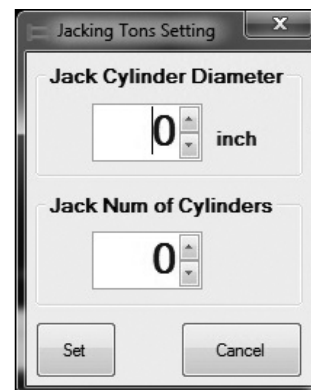 Jacking Tons Setting
x
Jack Cylinder Diameter
0 inch
Jack Num of Cylinders
0
Set Cancel